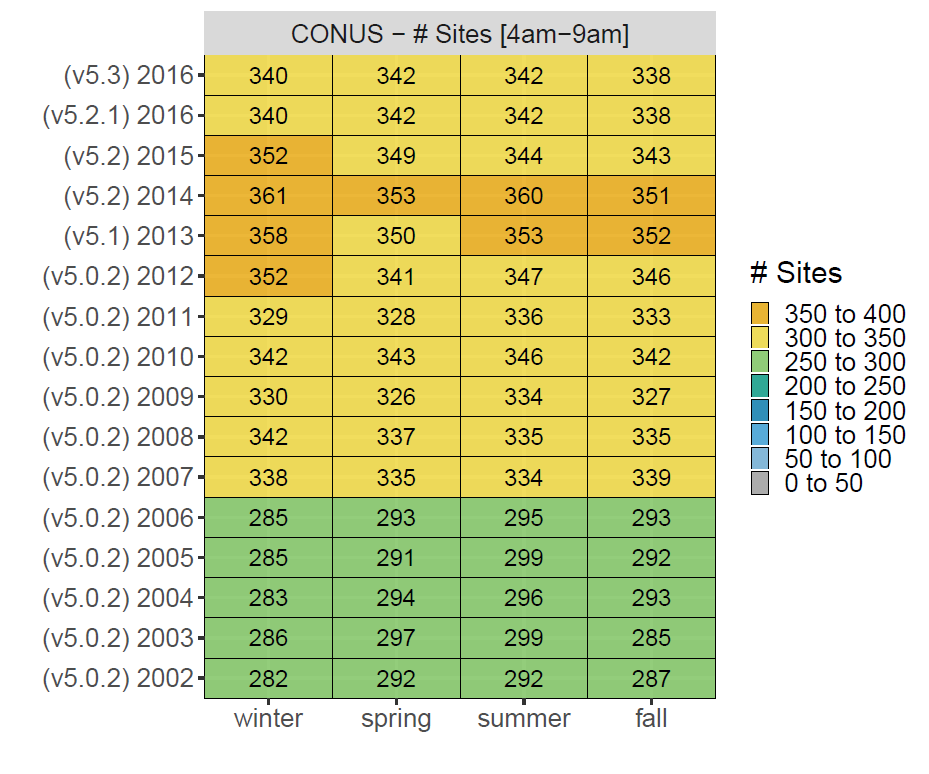 CONUS − # Sites [4am−9am]
(v5.3) 2016 340 342 342 338
(v5.2.1) 2016 340 342 342 338
(v5.2) 2015 352 349 344 343
(v5.2) 2014 361 353 360 351
(v5.1) 2013 358 350 353 352
(v5.0.2) 2012 352 341 347 346
(v5.0.2) 2011 329 328 336 333
(v5.0.2) 2010 342 343 346 342
(v5.0.2) 2009 330 326 334 327
(v5.0.2) 2008 342 337 335 335
(v5.0.2) 2007 338 335 334 339
(v5.0.2) 2006 285 293 295 293
(v5.0.2) 2005 285 291 299 292
(v5.0.2) 2004 283 294 296 293
(v5.0.2) 2003 286 297 299 285
(v5.0.2) 2002 282 292 292 287
winter spring summer fall
# Sites
350 to 400
300 to 350
250 to 300
200 to 250
150 to 200
100 to 150
50 to 100
0 to 50